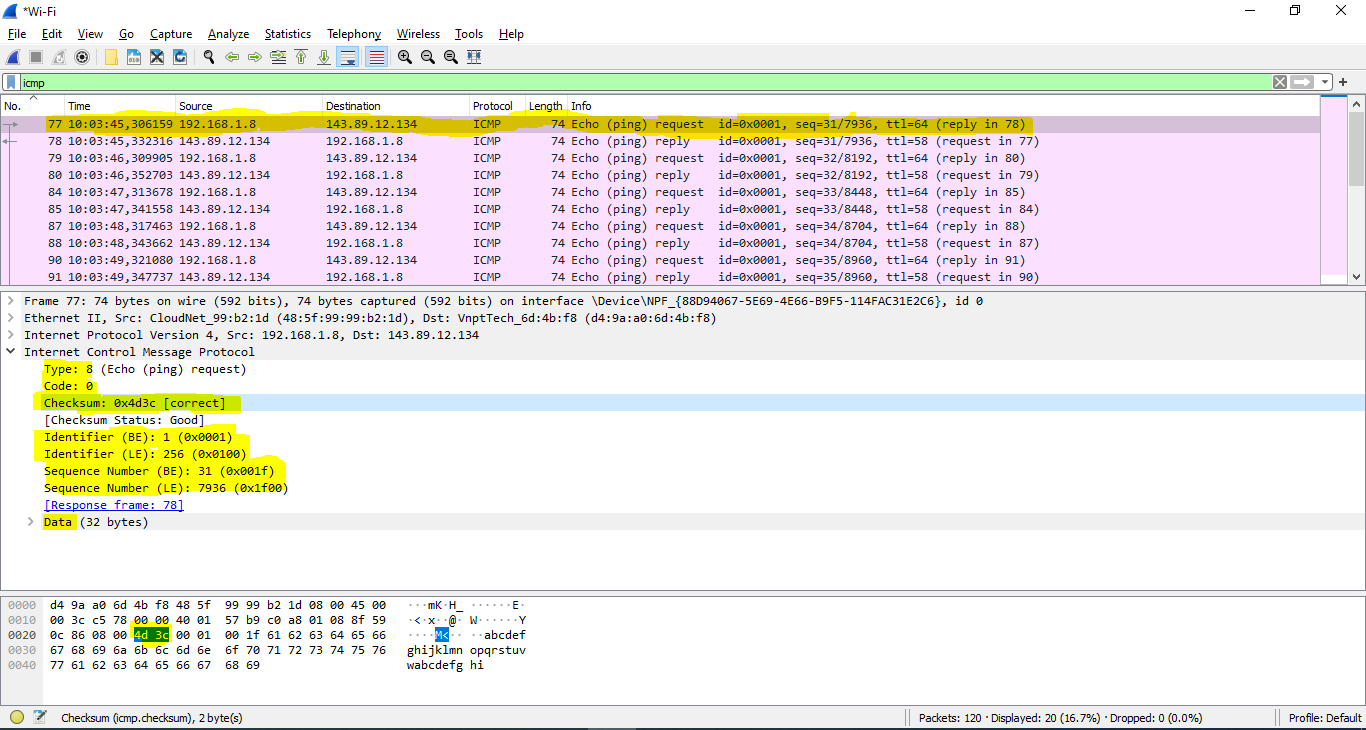 *Wi-Fi
File Edit View Go Capture Analyze Statistics Telephony Wireless Tools Help
icmp
No. Time Source Destination Protocol Length Info
77 10:03:45,306159 192.168.1.8 143.89.12.134 ICMP 74 Echo (ping) request id=0x0001, seq=31/7936, ttl=64 (reply in 78)
78 10:03:45,332316 143.89.12.134 192.168.1.8 ICMP 74 Echo (ping) reply id=0x0001, seq=31/7936, ttl=58 (request in 77)
79 10:03:46,309905 192.168.1.8 143.89.12.134 ICMP 74 Echo (ping) request id=0x0001, seq=32/8192, ttl=64 (reply in 80)
80 10:03:46,352703 143.89.12.134 192.168.1.8 ICMP 74 Echo (ping) reply id=0x0001, seq=32/8192, ttl=58 (request in 79)
84 10:03:47,313678 192.168.1.8 143.89.12.134 ICMP 74 Echo (ping) request id=0x0001, seq=33/8448, ttl=64 (reply in 85)
85 10:03:47,341558 143.89.12.134 192.168.1.8 ICMP 74 Echo (ping) reply id=0x0001, seq=33/8448, ttl=58 (request in 84)
87 10:03:48,317463 192.168.1.8 143.89.12.134 ICMP 74 Echo (ping) request id=0x0001, seq=34/8704, ttl=64 (reply in 88)
88 10:03:48,343662 143.89.12.134 192.168.1.8 ICMP 74 Echo (ping) reply id=0x0001, seq=34/8704, ttl=58 (request in 87)
90 10:03:49,321080 192.168.1.8 143.89.12.134 ICMP 74 Echo (ping) request id=0x0001, seq=35/8960, ttl=64 (reply in 91)
91 10:03:49,347737 143.89.12.134 192.168.1.8 ICMP 74 Echo (ping) reply id=0x0001, seq=35/8960, ttl=58 (request in 90)
Frame 77: 74 bytes on wire (592 bits), 74 bytes captured (592 bits) on interface \Device\NPF_{88D94067-5E69-4E66-B9F5-114FAC31E2C6}, id 0
Ethernet II, Src: CloudNet_99:b2:1d (48:5f:99:99:b2:1d), Dst: VnptTech_6d:4b:f8 (d4:9a:a0:6d:4b:f8)
Internet Protocol Version 4, Src: 192.168.1.8, Dst: 143.89.12.134
Internet Control Message Protocol
Type: 8 (Echo (ping) request)
Code: 0
Checksum: 0x4d3c [correct]
[Checksum Status: Good]
Identifier (BE): 1 (0x0001)
Identifier (LE): 256 (0x0100)
Sequence Number (BE): 31 (0x001f)
Sequence Number (LE): 7936 (0x1f00)
[Response frame: 78]
Data (32 bytes)
0000 d4 9a a0 6d 4b f8 48 5f 99 99 b2 1d 08 00 45 00 ···mK·H_ ······E·
0010 00 3c c5 78 00 00 40 01 57 b9 c0 a8 01 08 8f 59 ·<·x··@· W······Y
0020 0c 86 08 00 4d 3c 00 01 00 1f 61 62 63 64 65 66 ····M<·· ··abcdef
0030 67 68 69 6a 6b 6c 6d 6e 6f 70 71 72 73 74 75 76 ghijklmn opqrstuv
0040 77 61 62 63 64 65 66 67 68 69 wabcdefg hi
Checksum (icmp.checksum), 2 byte(s) Packets: 120 · Displayed: 20 (16.7%) · Dropped: 0 (0.0%) Profile: Default